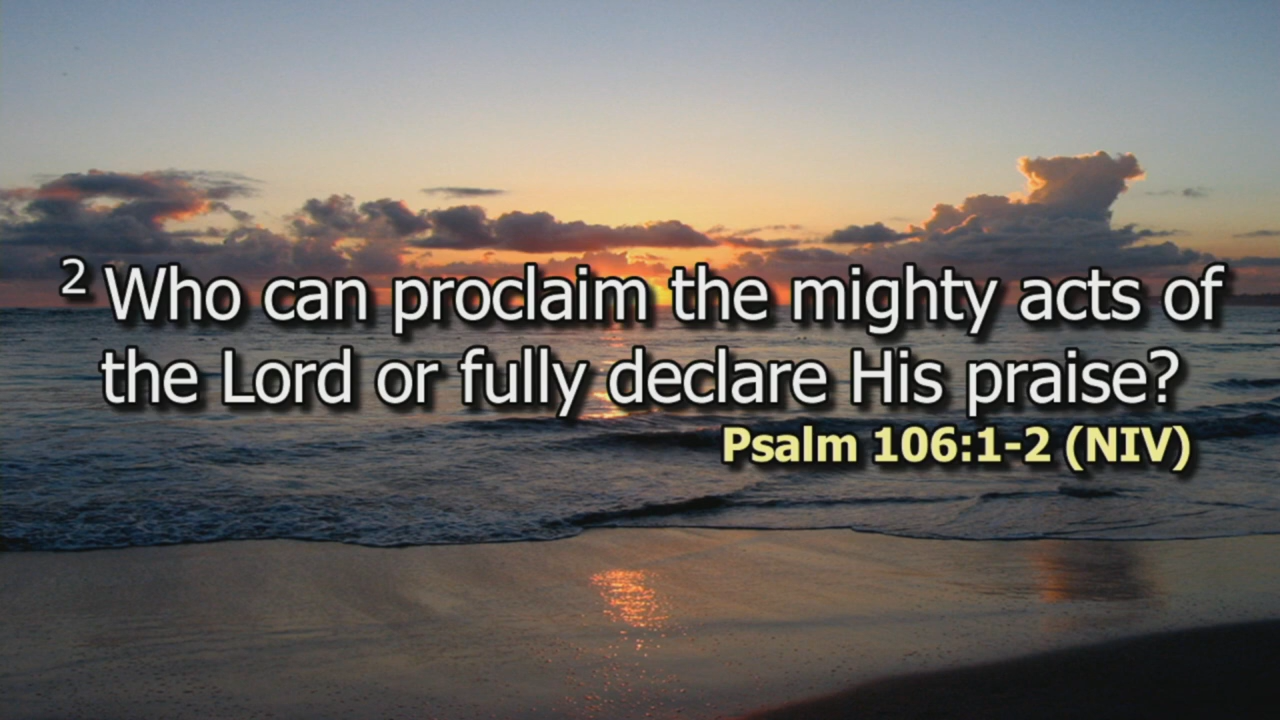 2 Who can proclaim the mighty acts of
the Lord or fully declare His praise?
Psalm 106:1-2 (NIV)